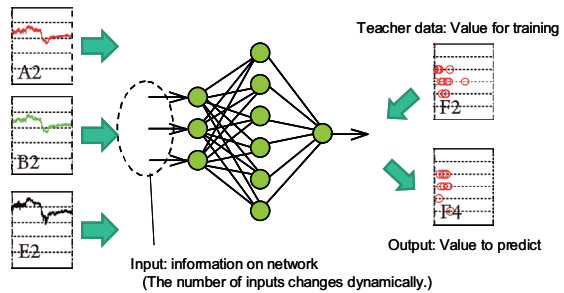 Teacher data: Value for training
A2
F2
B2
F4
E2
Output: Value to predict
Input: information on network
(The number of inputs changes dynamically.)